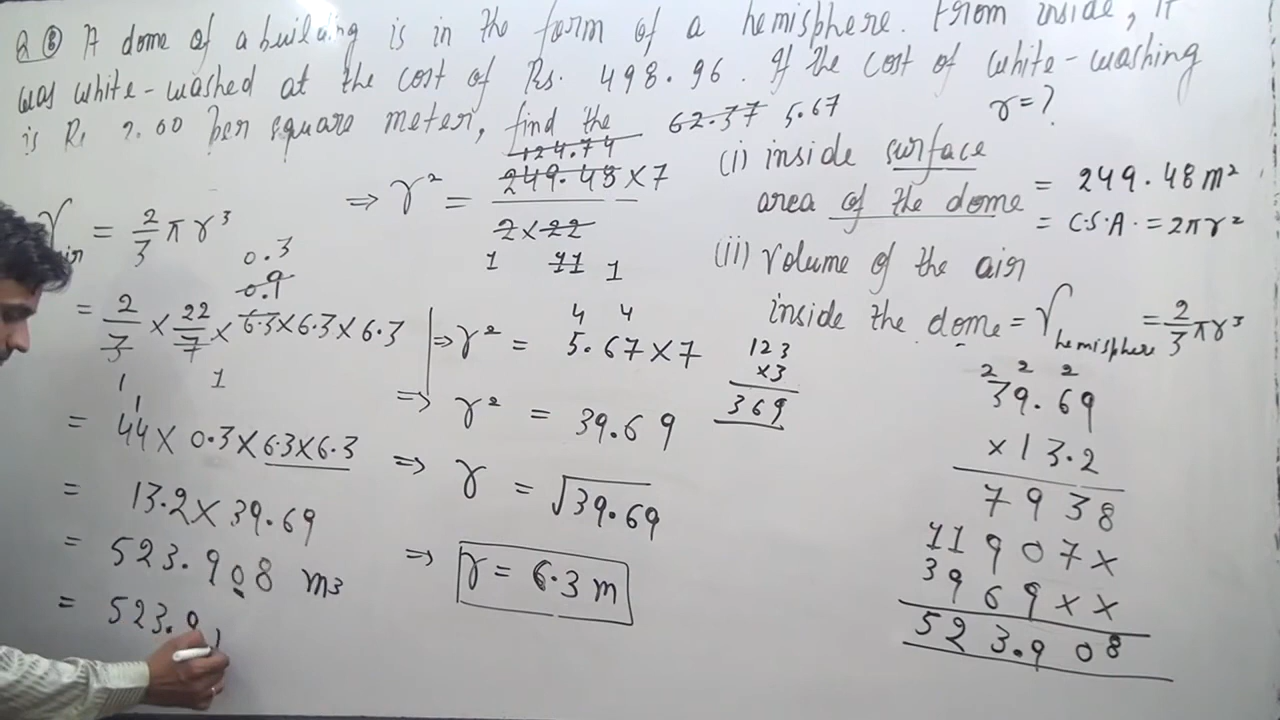 Q ⑧ A dome of a building is in the form of a hemisphere. From inside, it
was white-washed at the cost of Rs. 498.96. If the cost of white-washing
is Rs 2.00 per square meter, find the
r=?
(i) inside surface
area of the dome = 249.48m²
= C.S.A. = 2πr²
(ii) Volume of the air
inside the dome = V hemisphere = 2/3 πr³
62.37 5.67
124.74
⇒ r² = 249.48×7
2×22
1 11 1
4 4
⇒ r² = 5.67×7
⇒ r² = 39.69
⇒ r = √39.69
⇒ r = 6.3 m
V air = 2/3 π r³
0.3
0.9
= 2/3 × 22/7 × 6.3×6.3×6.3
1 1
1
= 44× 0.3×6.3×6.3
= 13.2×39.69
= 523.908 m3
= 523.91
123
×3
369
2 2 2
39.69
×13.2
7938
11907×
3969××
523.908